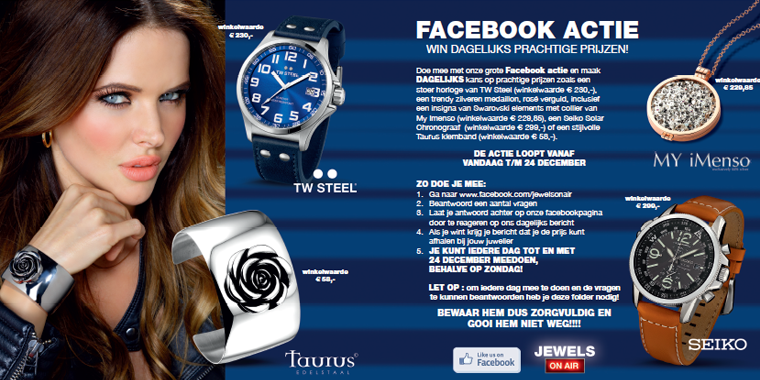 winkelwaarde
€ 230,-
TW STEEL
TW STEEL
winkelwaarde
€ 59,-
Taurus
EDELSTAAL
FACEBOOK ACTIE
WIN DAGELIJKS PRACHTIGE PRIJZEN!
Doe mee met onze grote Facebook actie en maak
DAGELIJKS kans op prachtige prijzen zoals een
stoer horloge van TW Steel (winkelwaarde € 230,-),
een trendy zilveren medaillon, rosé verguld, inclusief
een insigna van Swarovski elements met collier van
My Imenso (winkelwaarde € 229,85), een Seiko Solar
Chronograaf (winkelwaarde € 299,-) of een stijlvolle
Taurus klemband (winkelwaarde € 59,-).
DE ACTIE LOOPT VANAF
VANDAAG T/M 24 DECEMBER
ZO DOE JE MEE:
1. Ga naar www.facebook.com/jewelsonair
2. Beantwoord een aantal vragen
3. Laat je antwoord achter op onze facebookpagina
door te reageren op ons dagelijks bericht
4. Als je wint krijg je bericht dat je de prijs kunt
afhalen bij jouw juwelier
5. JE KUNT IEDERE DAG TOT EN MET
24 DECEMBER MEEDOEN,
BEHALVE OP ZONDAG!
LET OP : om iedere dag mee te doen en de vragen
te kunnen beantwoorden heb je deze folder nodig!
BEWAAR HEM DUS ZORGVULDIG EN
GOOI HEM NIET WEG!!!!
Like us on
Facebook
JEWELS
ON AIR
winkelwaarde
€ 229,85
MY iMenso
winkelwaarde
€ 299,-
SEIKO